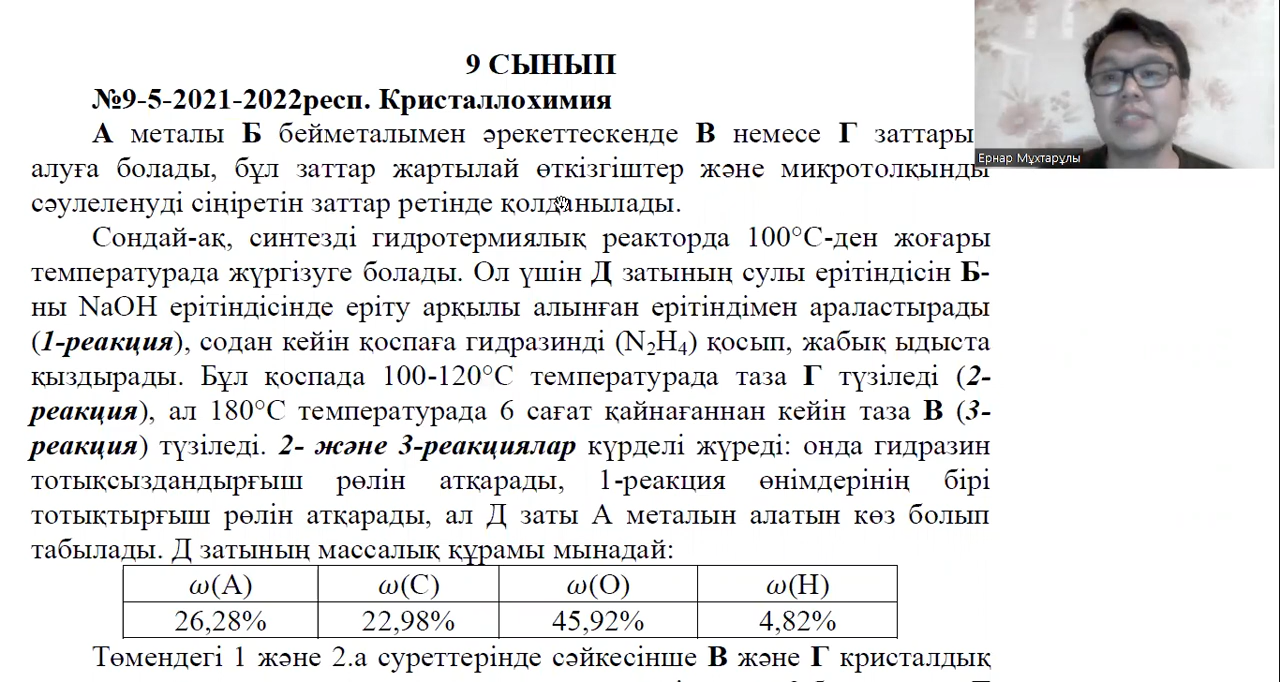 9 СЫНЫП
№9-5-2021-2022респ. Кристаллохимия
А металы Б бейметалымен әрекеттескенде В немесе Г заттары
алуға болады, бұл заттар жартылай өткізгіштер және микротолқынды
сәулеленуді сіңіретін заттар ретінде қолданылады.
Ернар Мұхтарұлы
Сондай-ақ, синтезді гидротермиялық реакторда 100°С-ден жоғары
температурада жүргізуге болады. Ол үшін Д затының сулы ерітіндісін Б-
ны NaOH ерітіндісінде еріту арқылы алынған ерітіндімен араластырады
(1-реакция), содан кейін қоспаға гидразинді (N₂H₄) қосып, жабық ыдыста
қыздырады. Бұл қоспада 100-120°С температурада таза Г түзіледі (2-
реакция), ал 180°С температурада 6 сағат қайнағаннан кейін таза В (3-
реакция) түзіледі. 2- және 3-реакциялар күрделі жүреді: онда гидразин
тотықсыздандырғыш рөлін атқарады, 1-реакция өнімдерінің бірі
тотықтырғыш рөлін атқарады, ал Д заты А металын алатын көз болып
табылады. Д затының массалық құрамы мынадай:
ω(А) ω(С) ω(О) ω(Н)
26,28% 22,98% 45,92% 4,82%
Төмендегі 1 және 2.а суреттерінде сәйкесінше В және Г кристалдық